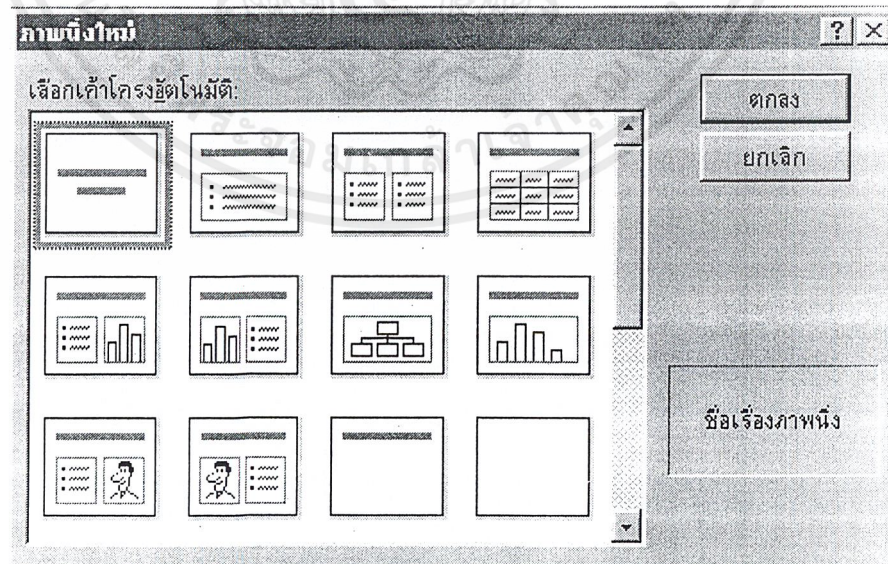 ภาพนิ่งใหม่
เลือกเค้าโครงอัตโนมัติ:
ตกลง
ยกเลิก
ชื่อเรื่องภาพนิ่ง